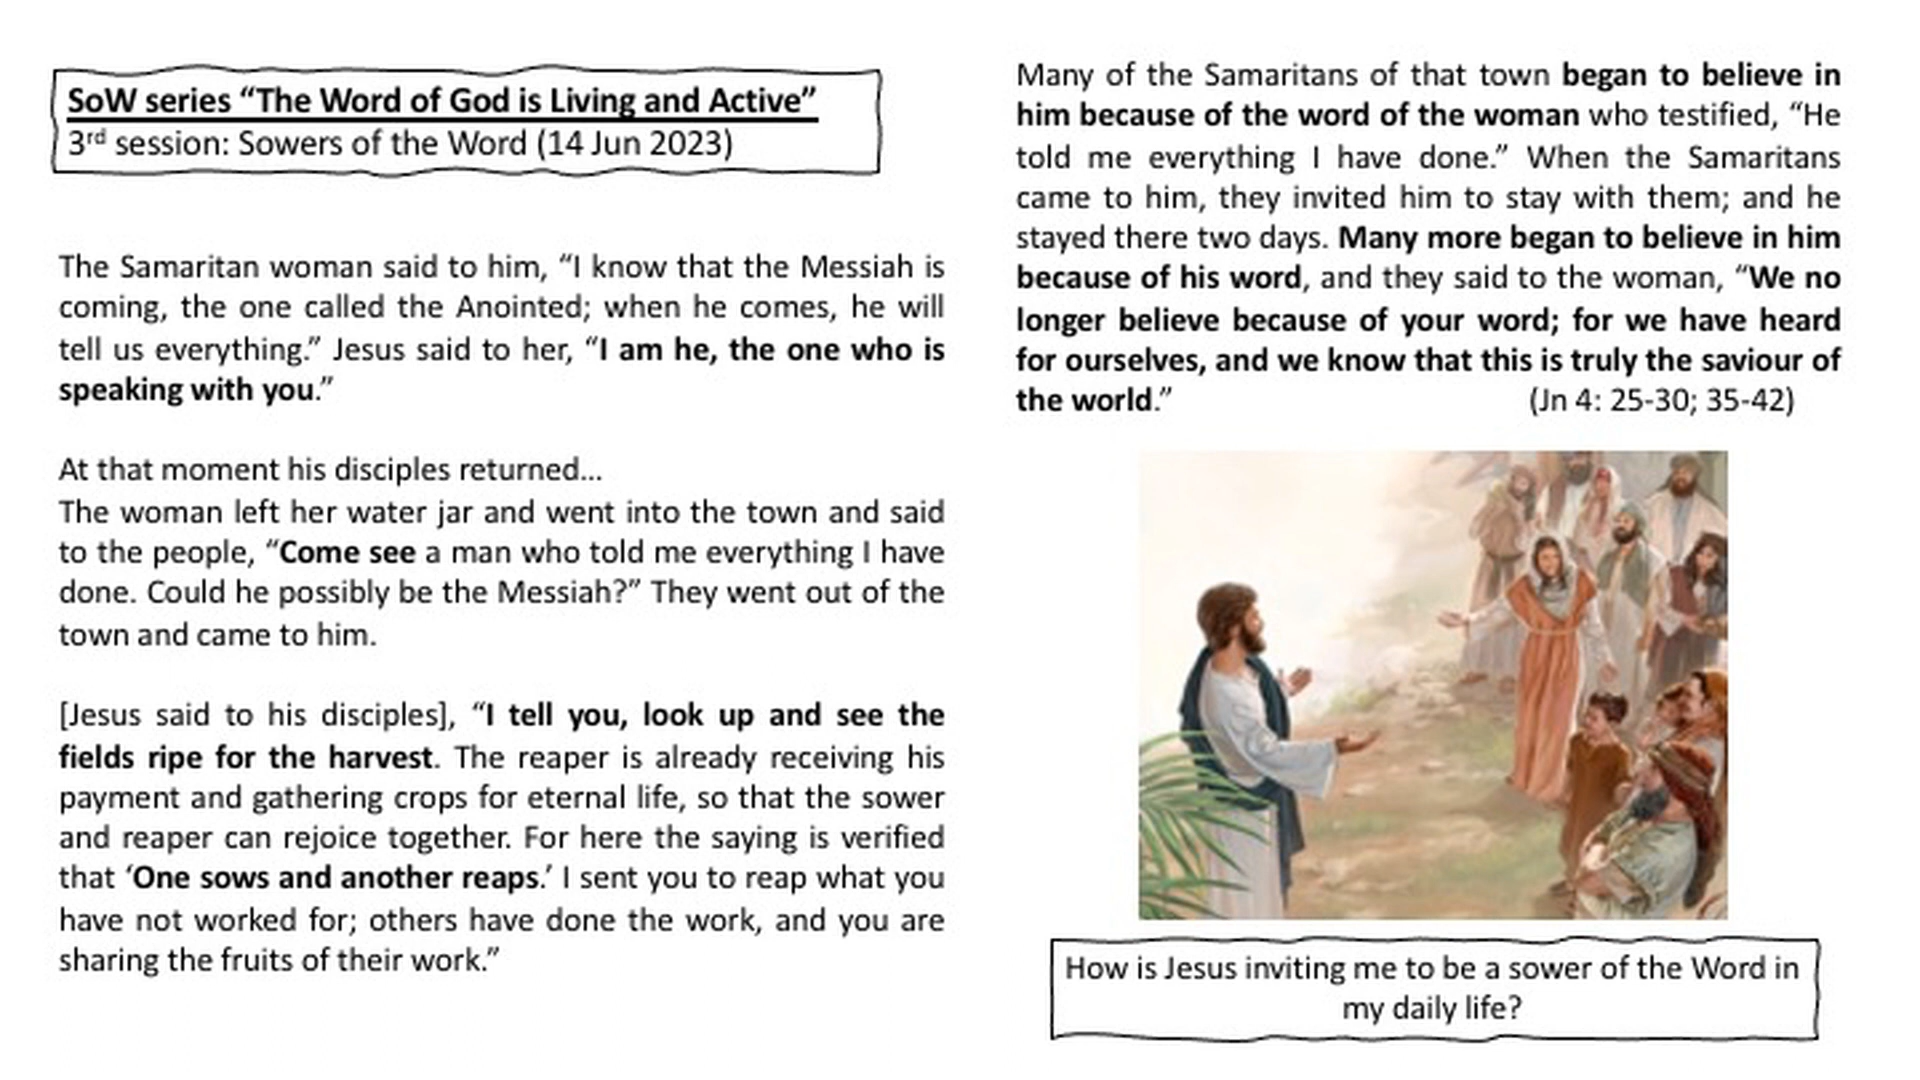 SoW series “The Word of God is Living and Active”
3rd session: Sowers of the Word (14 Jun 2023)
The Samaritan woman said to him, “I know that the Messiah is
coming, the one called the Anointed; when he comes, he will
tell us everything.” Jesus said to her, “I am he, the one who is
speaking with you.”
At that moment his disciples returned...
The woman left her water jar and went into the town and said
to the people, “Come see a man who told me everything I have
done. Could he possibly be the Messiah?” They went out of the
town and came to him.
[Jesus said to his disciples], “I tell you, look up and see the
fields ripe for the harvest. The reaper is already receiving his
payment and gathering crops for eternal life, so that the sower
and reaper can rejoice together. For here the saying is verified
that ‘One sows and another reaps.’ I sent you to reap what you
have not worked for; others have done the work, and you are
sharing the fruits of their work.”
Many of the Samaritans of that town began to believe in
him because of the word of the woman who testified, “He
told me everything I have done.” When the Samaritans
came to him, they invited him to stay with them; and he
stayed there two days. Many more began to believe in him
because of his word, and they said to the woman, “We no
longer believe because of your word; for we have heard
for ourselves, and we know that this is truly the saviour of
the world.” (Jn 4: 25-30; 35-42)
How is Jesus inviting me to be a sower of the Word in
my daily life?